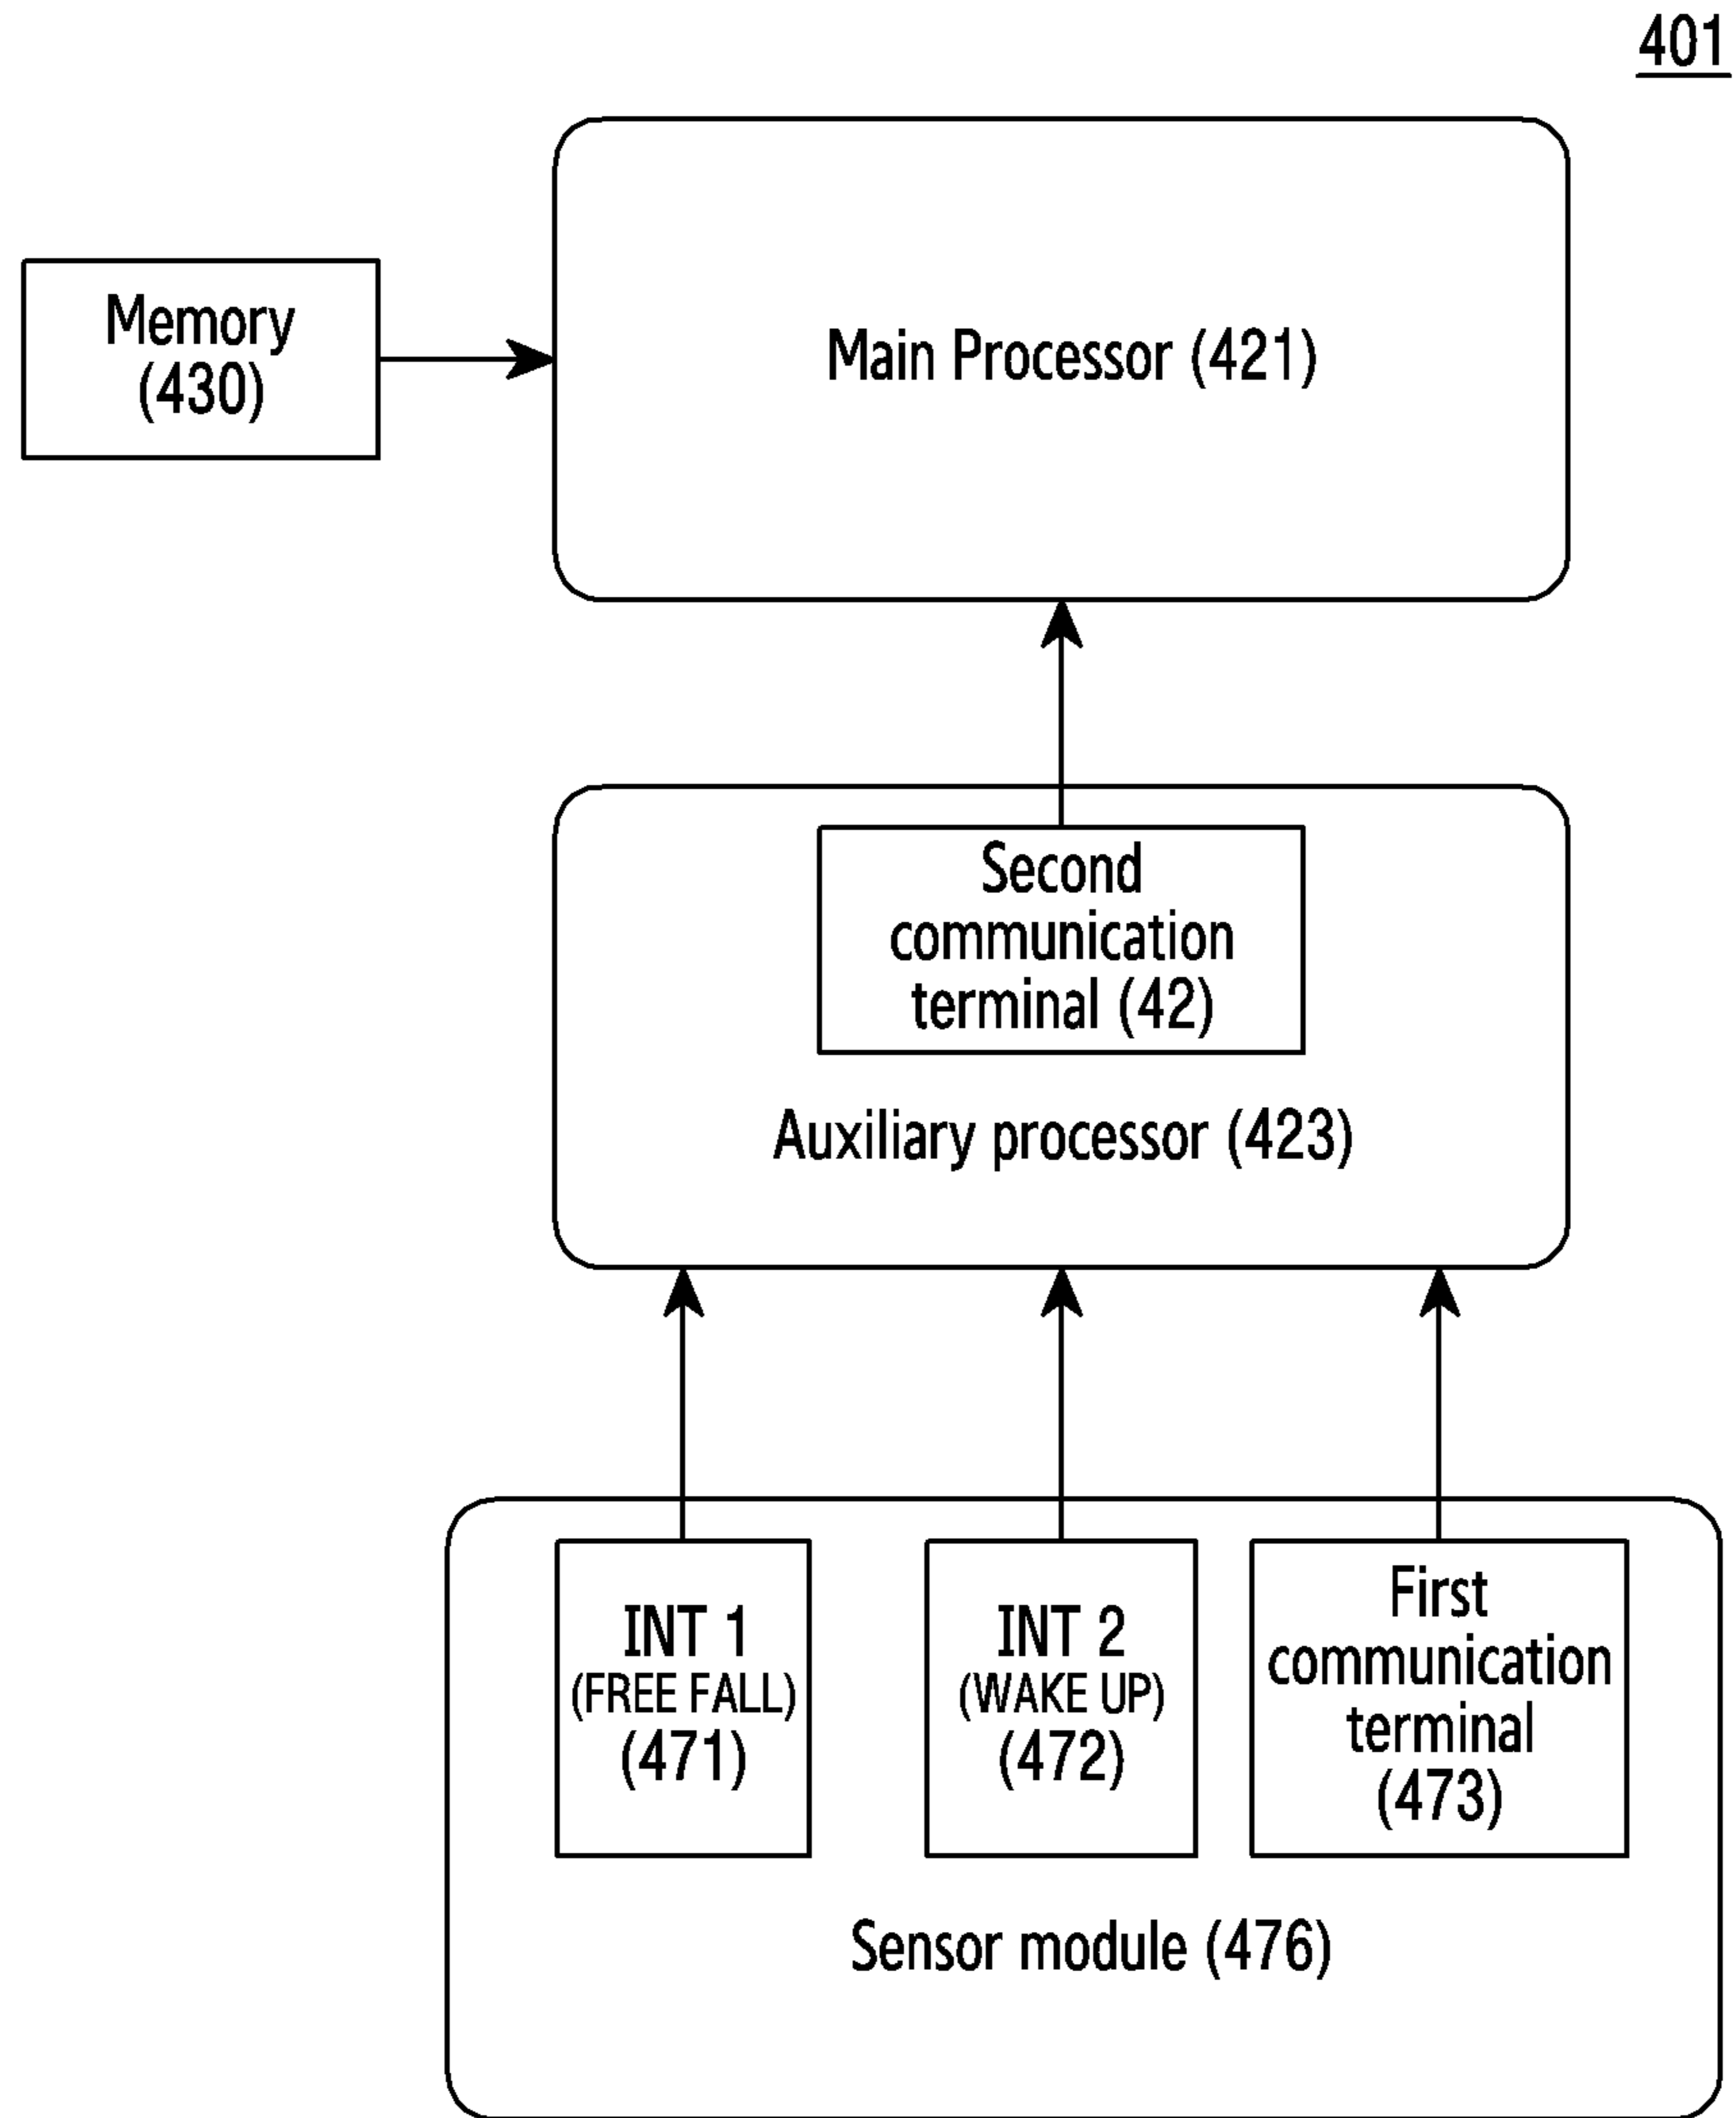 401
Memory
(430)
Main Processor (421)
Second
communication
terminal (42)
Auxiliary processor (423)
INT 1
(FREE FALL)
(471)
INT 2
(WAKE UP)
(472)
First
communication
terminal
(473)
Sensor module (476)